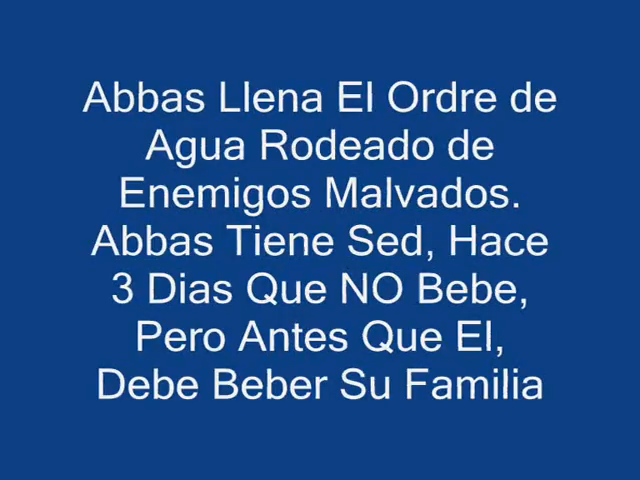 Abbas Llena El Ordre de
Agua Rodeado de
Enemigos Malvados.
Abbas Tiene Sed, Hace
3 Dias Que NO Bebe,
Pero Antes Que El,
Debe Beber Su Familia